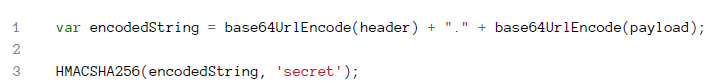 1 var encodedString = base64UrlEncode(header) + "." + base64UrlEncode(payload);
2
3 HMACSHA256(encodedString, 'secret');